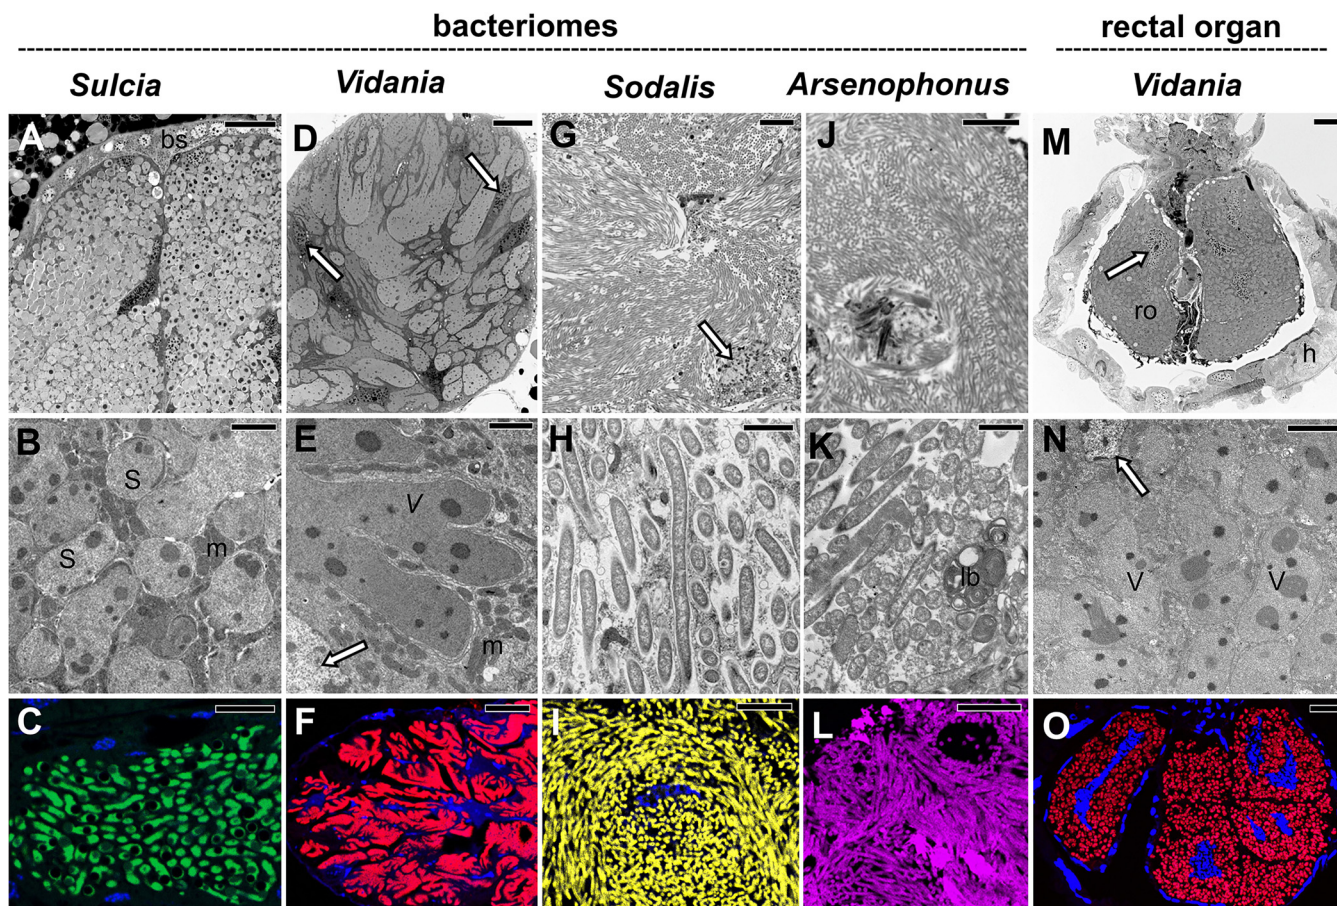 bacteriomes rectal organ
Sulcia Vidania Sodalis Arsenophonus Vidania
A bs D G J M
ro
h
B E H K N
S V
S m lb V V
m
C F I L O